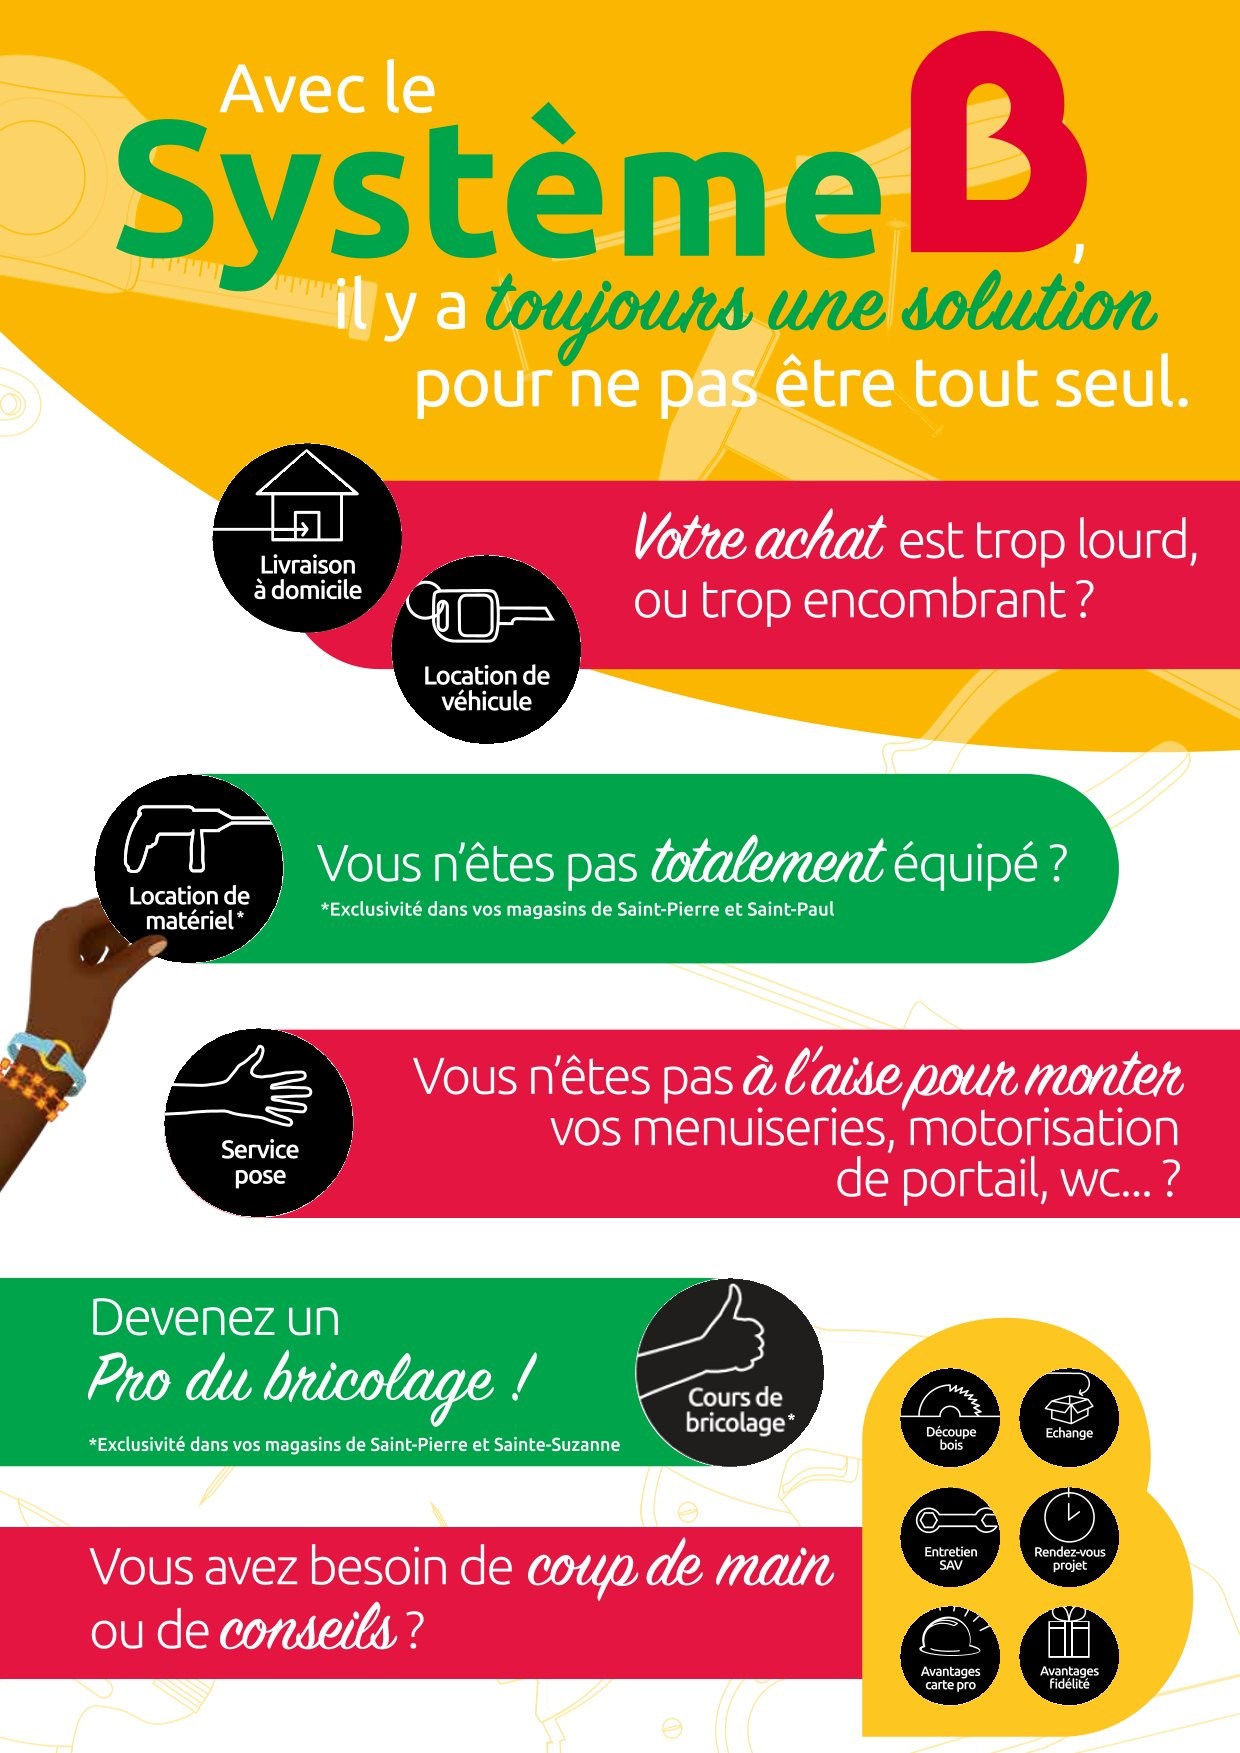 Avec le
Système B,
il y a toujours une solution
pour ne pas être tout seul.
Livraison
à domicile
Location de
véhicule
Votre achat est trop lourd,
ou trop encombrant ?
Location de
matériel*
Vous n'êtes pas totalement équipé ?
*Exclusivité dans vos magasins de Saint-Pierre et Saint-Paul
Service
pose
Vous n'êtes pas à l'aise pour monter
vos menuiseries, motorisation
de portail, wc... ?
Devenez un
Pro du bricolage !
*Exclusivité dans vos magasins de Saint-Pierre et Sainte-Suzanne
Cours de
bricolage*
Vous avez besoin de coup de main
ou de conseils ?
Découpe
bois
Echange
Entretien
SAV
Rendez-vous
projet
Avantages
carte pro
Avantages
fidélité